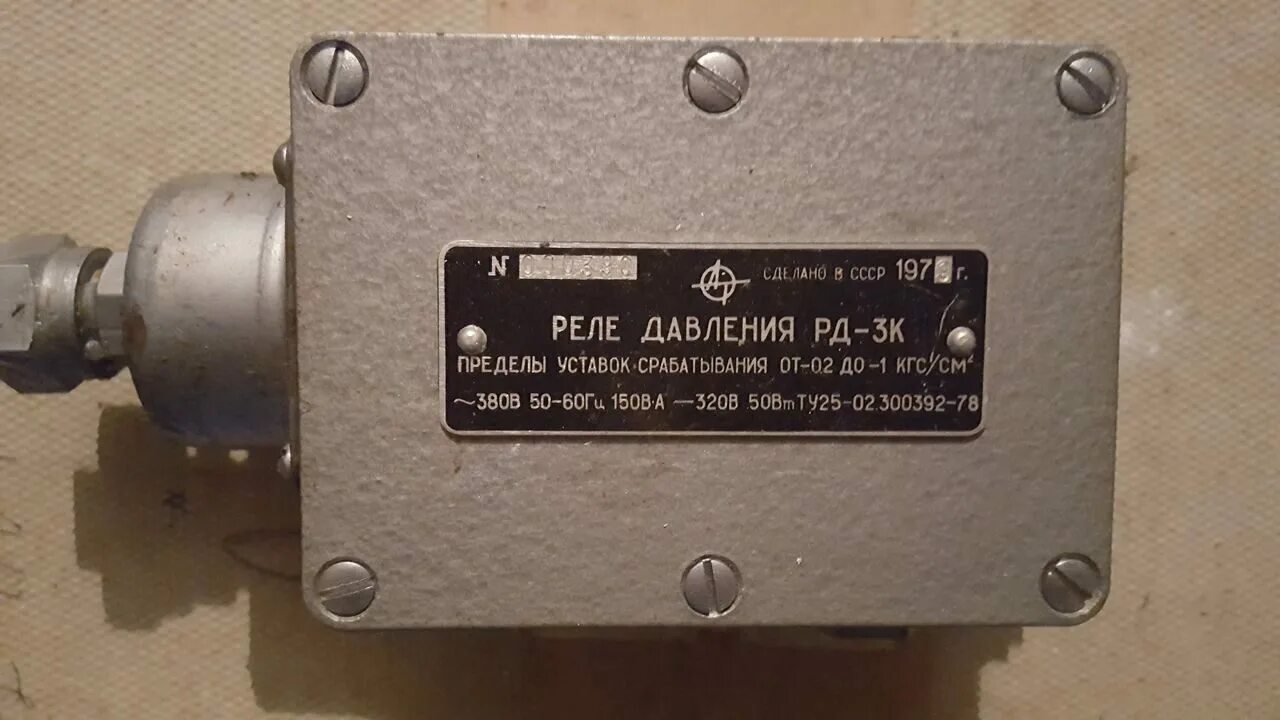 N СДЕЛАНО В СССР 197 г.
РЕЛЕ ДАВЛЕНИЯ РД-3К
ПРЕДЕЛЫ УСТАВОК СРАБАТЫВАНИЯ ОТ-0.2 ДО -1 КГС/СМ²
~380В 50-60Гц 150В·А —320В 50Вт ТУ25-02.300392-78